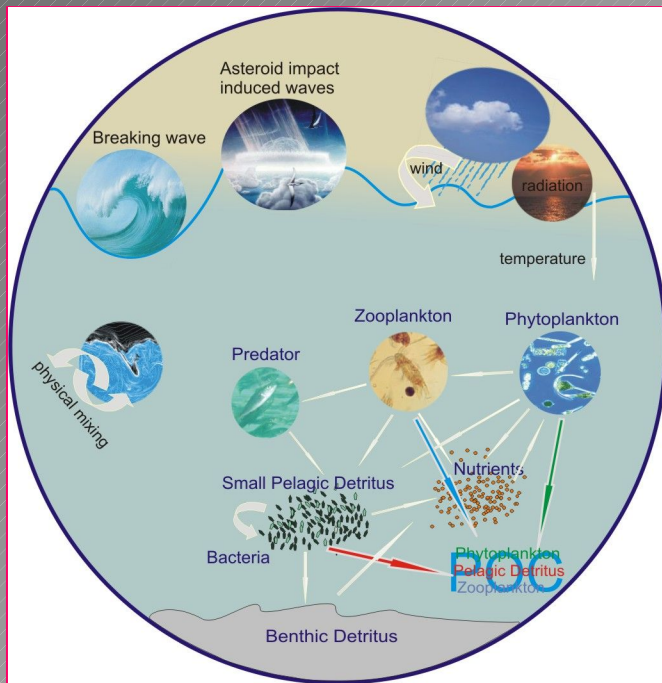 Asteroid impact
induced waves
Breaking wave
wind
radiation
temperature
Zooplankton
Phytoplankton
Predator
physical mixing
Small Pelagic Detritus
Nutrients
Bacteria
POC
Phytoplankton
Pelagic Detritus
Zooplankton
Benthic Detritus